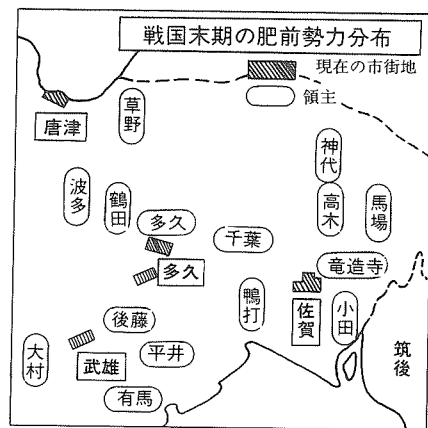 戦国末期の肥前勢力分布
現在の市街地
領主
草野
唐津
神代
波多
鶴田
多久
千葉
高木
馬場
多久
竜造寺
鴨打
佐賀
小田
筑後
後藤
大村
武雄
平井
有馬